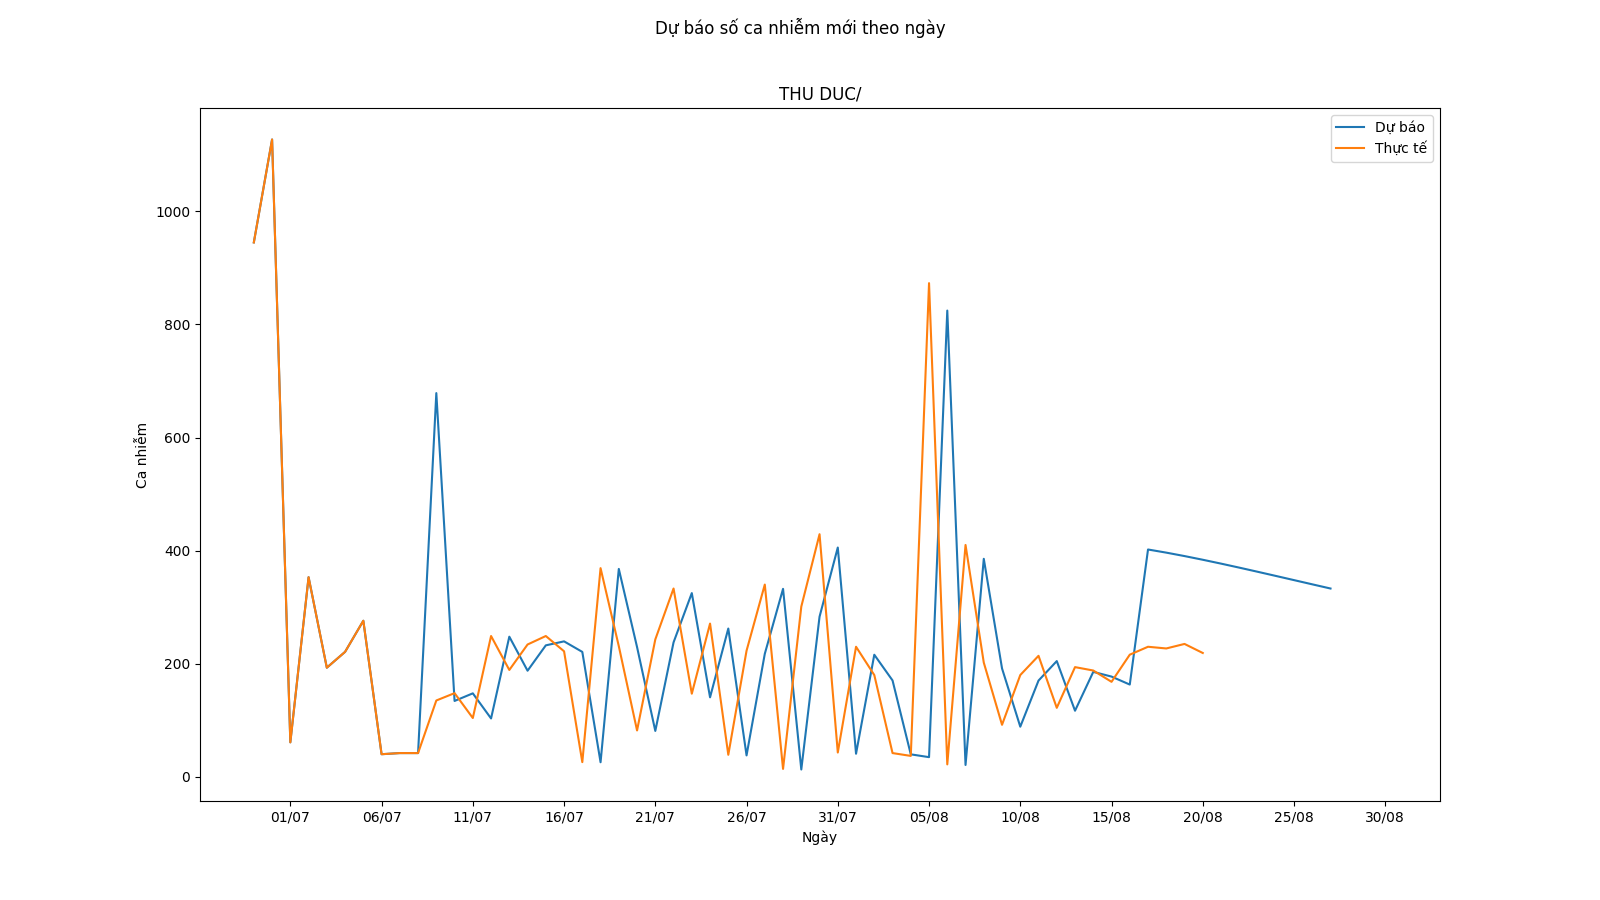 Dự báo số ca nhiễm mới theo ngày
THU DUC/
Dự báo
Thực tế
1000
800
600
400
200
0
Ca nhiễm
01/07 06/07 11/07 16/07 21/07 26/07 31/07 05/08 10/08 15/08 20/08 25/08 30/08
Ngày